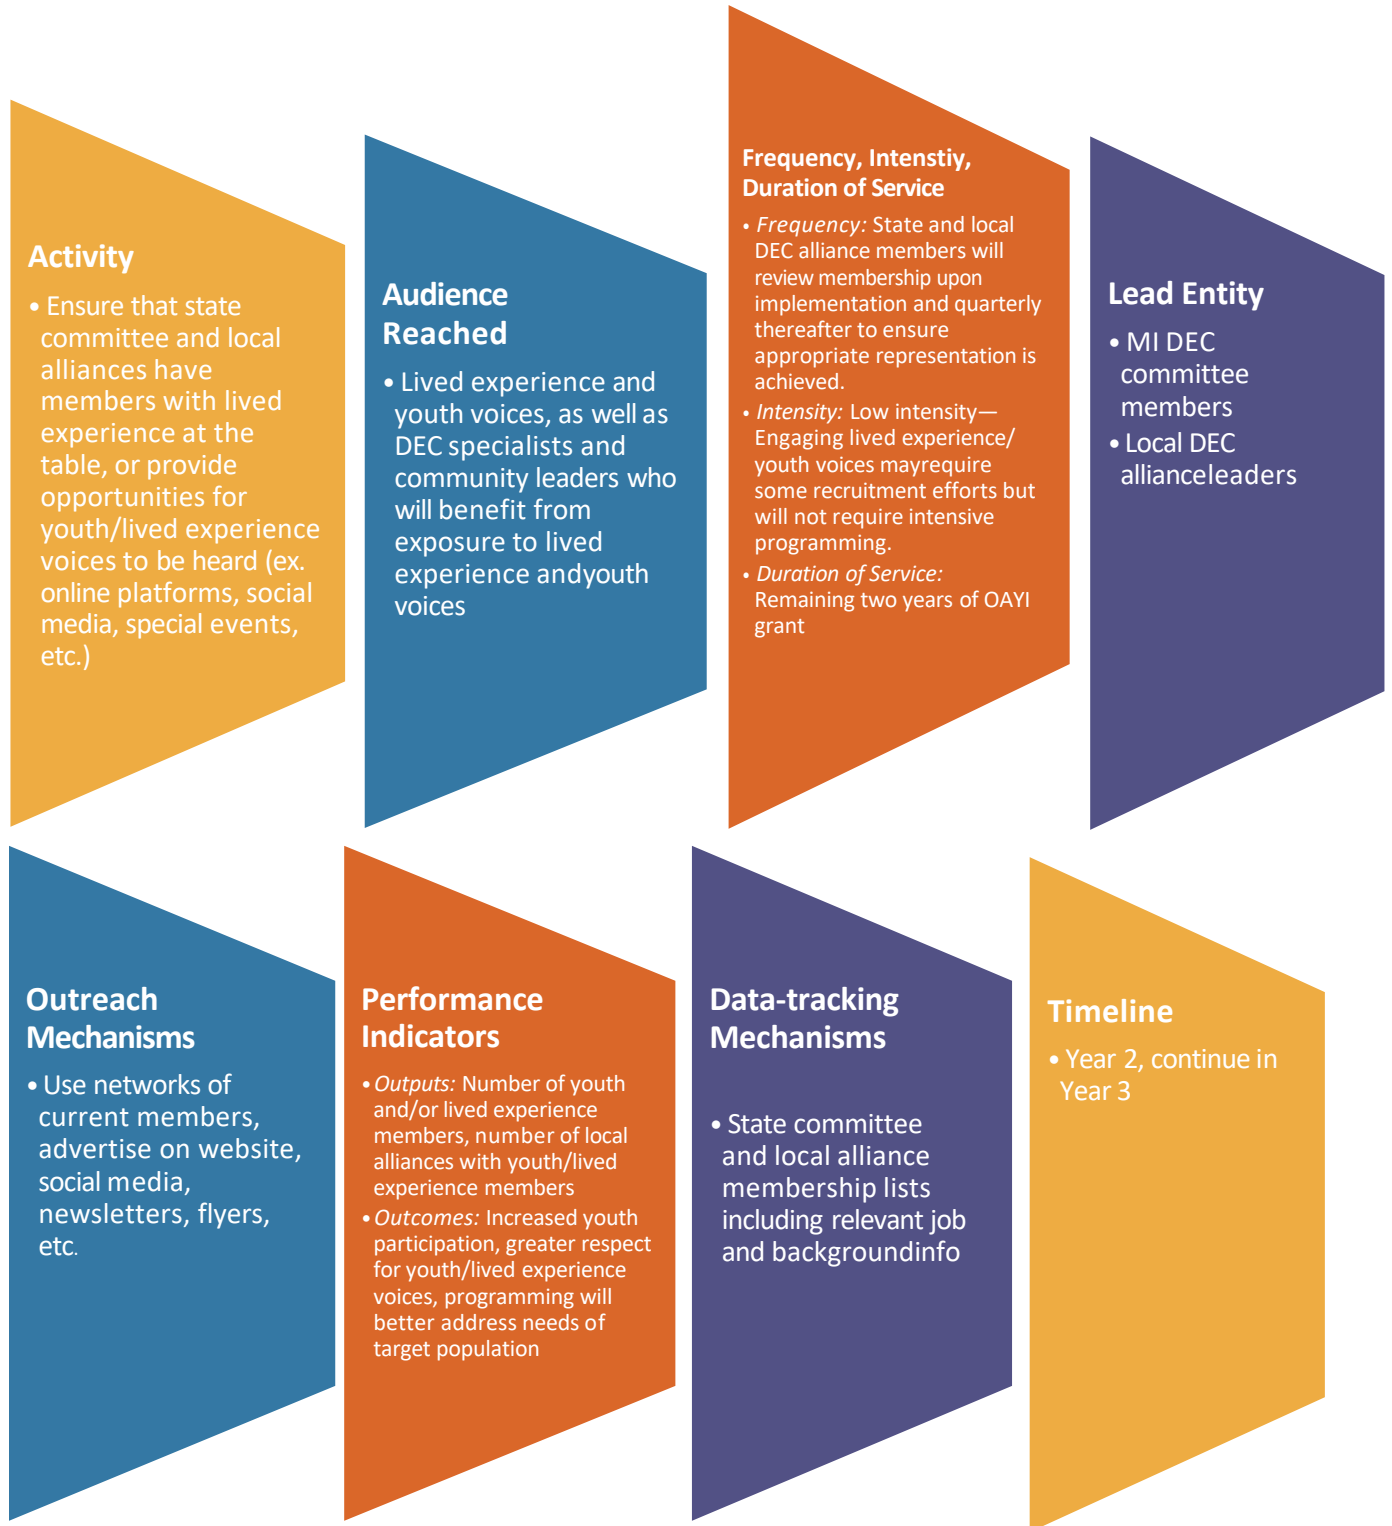 Activity
• Ensure that state
committee and local
alliances have
members with lived
experience at the
table, or provide
opportunities for
youth/lived experience
voices to be heard (ex.
online platforms, social
media, special events,
etc.)
Audience
Reached
• Lived experience and
youth voices, as well as
DEC specialists and
community leaders who
will benefit from
exposure to lived
experience andyouth
voices
Frequency, Intenstiy,
Duration of Service
• Frequency: State and local
DEC alliance members will
review membership upon
implementation and quarterly
thereafter to ensure
appropriate representation is
achieved.
• Intensity: Low intensity—
Engaging lived experience/
youth voices mayrequire
some recruitment efforts but
will not require intensive
programming.
• Duration of Service:
Remaining two years of OAYI
grant
Lead Entity
• MI DEC
committee
members
• Local DEC
allianceleaders
Outreach
Mechanisms
• Use networks of
current members,
advertise on website,
social media,
newsletters, flyers,
etc.
Performance
Indicators
• Outputs: Number of youth
and/or lived experience
members, number of local
alliances with youth/lived
experience members
• Outcomes: Increased youth
participation, greater respect
for youth/lived experience
voices, programming will
better address needs of
target population
Data-tracking
Mechanisms
• State committee
and local alliance
membership lists
including relevant job
and backgroundinfo
Timeline
• Year 2, continue in
Year 3